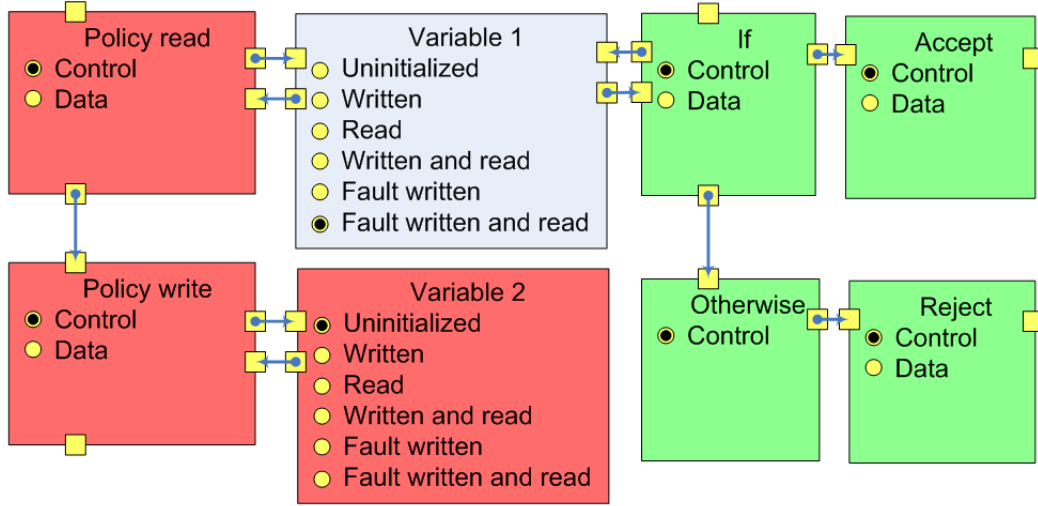 Policy read
Control
Data
Variable 1
Uninitialized
Written
Read
Written and read
Fault written
Fault written and read
If
Control
Data
Accept
Control
Data
Policy write
Control
Data
Variable 2
Uninitialized
Written
Read
Written and read
Fault written
Fault written and read
Otherwise
Control
Reject
Control
Data